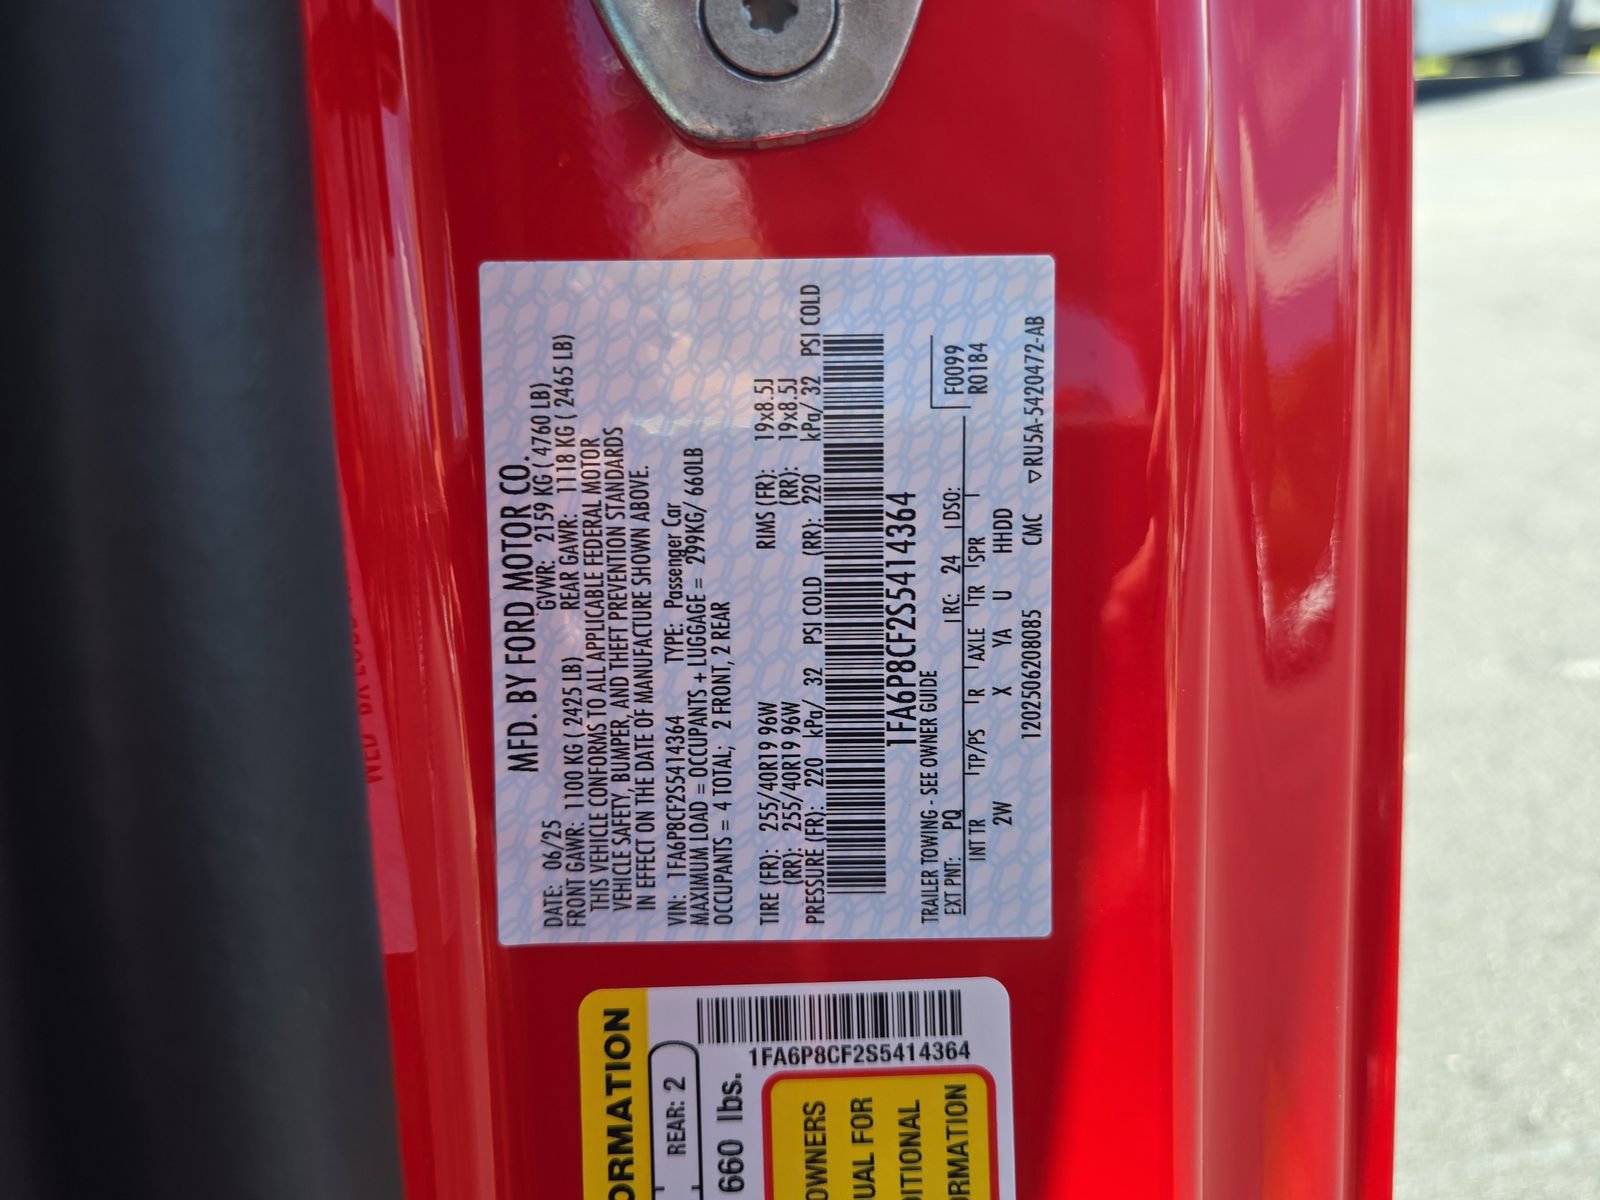 MFD. BY FORD MOTOR CO.
DATE: 06/25 GVWR: 2159 KG ( 4760 LB)
FRONT GAWR: 1100 KG ( 2425 LB) REAR GAWR: 1118 KG ( 2465 LB)
THIS VEHICLE CONFORMS TO ALL APPLICABLE FEDERAL MOTOR
VEHICLE SAFETY, BUMPER, AND THEFT PREVENTION STANDARDS
IN EFFECT ON THE DATE OF MANUFACTURE SHOWN ABOVE.
VIN: 1FA6P8CF2S5414364 TYPE: Passenger Car
MAXIMUM LOAD = OCCUPANTS + LUGGAGE = 299KG/ 660LB
OCCUPANTS = 4 TOTAL; 2 FRONT, 2 REAR
TIRE (FR): 255/40R19 96W RIMS (FR): 19x8.5J
(RR): 255/40R19 96W (RR): 19x8.5J
PRESSURE (FR): 220 kPa/ 32 PSI COLD (RR): 220 kPa/ 32 PSI COLD
1FA6P8CF2S5414364
TRAILER TOWING - SEE OWNER GUIDE
EXT PNT: PQ RC: 24 DSO: F0099
INT TR TP/PS R AXLE TR SPR R0184
2W X YA U HHDD
1202506208085 CMC ▽RU5A-5420472-AB
ORMATION
REAR: 2
660 lbs.
1FA6P8CF2S5414364
OWNERS
UAL FOR
DITIONAL
ORMATION